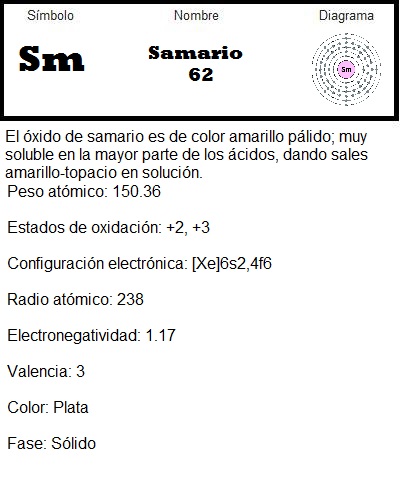 Símbolo Nombre Diagrama
Sm Samario Sm
62
El óxido de samario es de color amarillo pálido; muy
soluble en la mayor parte de los ácidos, dando sales
amarillo-topacio en solución.
Peso atómico: 150.36
Estados de oxidación: +2, +3
Configuración electrónica: [Xe]6s2,4f6
Radio atómico: 238
Electronegatividad: 1.17
Valencia: 3
Color: Plata
Fase: Sólido